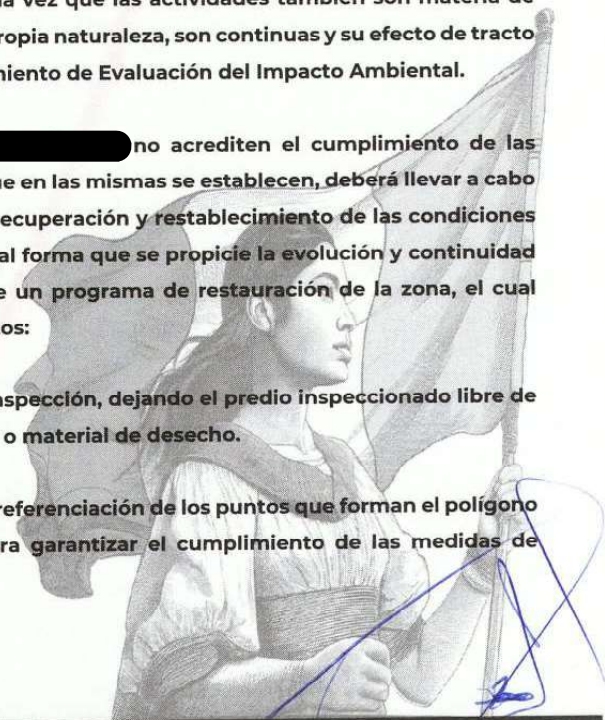 vez que las actividades también son materia de
ropia naturaleza, son continuas y su efecto de tracto
miento de Evaluación del Impacto Ambiental.
no acrediten el cumplimiento de las
ue en las mismas se establecen, deberá llevar a cabo
recuperación y restablecimiento de las condiciones
al forma que se propicie la evolución y continuidad
e un programa de restauración de la zona, el cual
os:
nspección, dejando el predio inspeccionado libre de
o material de desecho.
referenciación de los puntos que forman el polígono
ra garantizar el cumplimiento de las medidas de